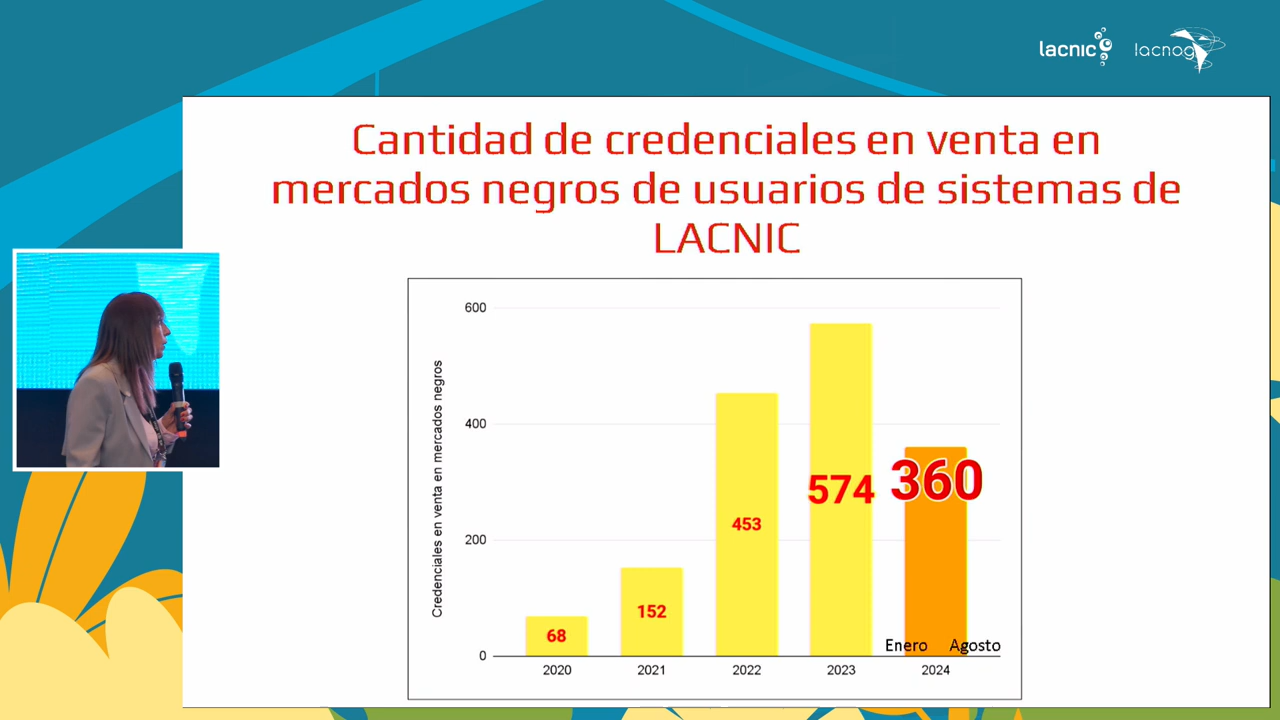 lacnic
lacnog
Cantidad de credenciales en venta en
mercados negros de usuarios de sistemas de
LACNIC
Credenciales en venta en mercados negros
600
400
200
0
68
152
453
574
360
Enero Agosto
2020 2021 2022 2023 2024